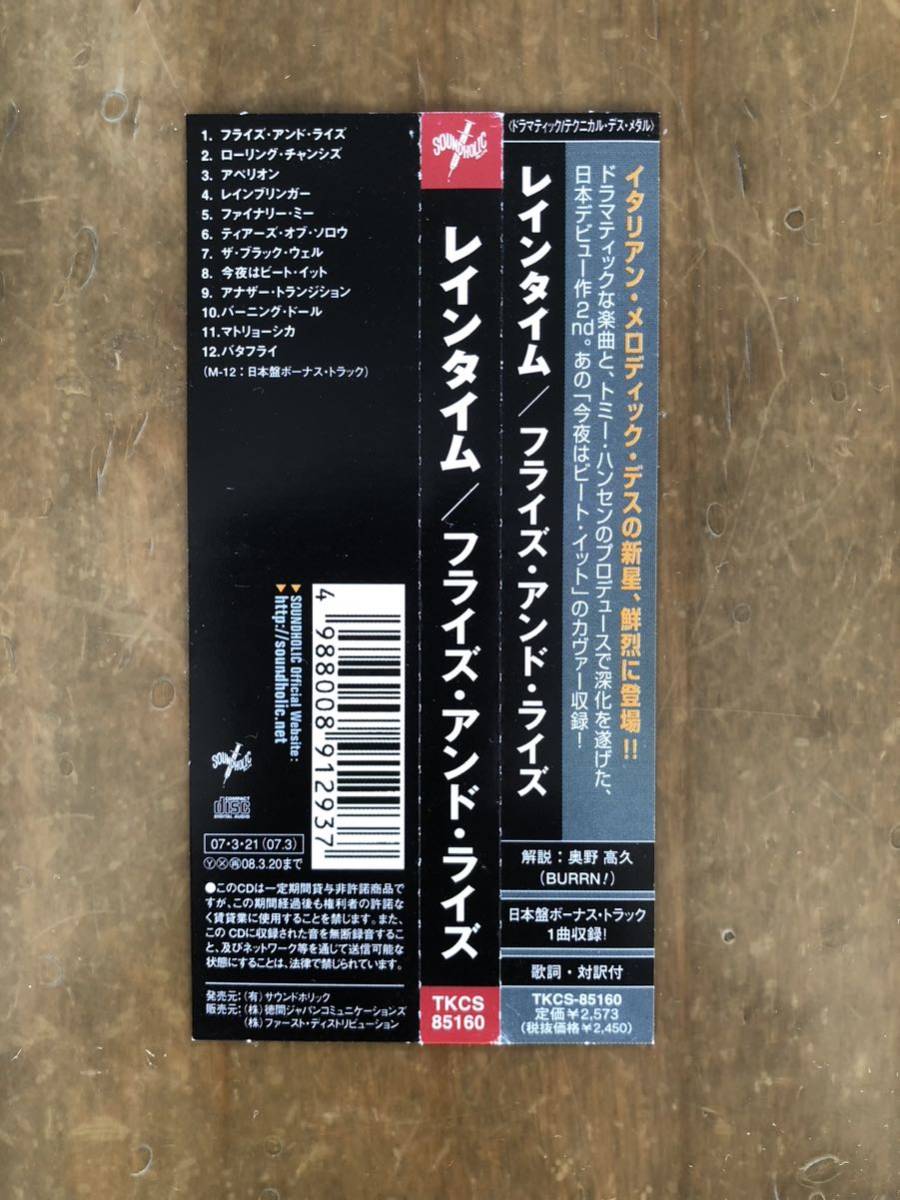 1. フライズ・アンド・ライズ
2. ローリング・チャンシズ
3. アペリオン
4. レインブリンガー
5. ファイナリー・ミー
6. ティアーズ・オブ・ソロウ
7. ザ・ブラック・ウェル
8. 今夜はビート・イット
9. アナザー・トランジション
10.バーニング・ドール
11.マトリョーシカ
12.バタフライ
(M-12：日本盤ボーナス・トラック)
▼SOUNDHOLIC Official Website：
▼http://soundholic.net
4 988008 912937
SOUNDHOLIC
COMPACT
disc
DIGITAL AUDIO
07・3・21(07.3)
Ⓨ Ⓧ 再 08.3.20まで
●このCDは一定期間貸与非許諾商品で
すが、この期間経過後も権利者の許諾な
く賃貸業に使用することを禁じます。また、
この CDに収録された音を無断録音するこ
と、及びネットワーク等を通じて送信可能な
状態にすることは、法律で禁じられています。
発売元：(有) サウンドホリック
販売元：(株) 徳間ジャパンコミュニケーションズ
(株) ファースト・ディストリビューション
SOUNDHOLIC
レインタイム／フライズ・アンド・ライズ
TKCS
85160
〈ドラマティック/テクニカル・デス・メタル〉
イタリアン・メロディック・デスの新星、鮮烈に登場!!
ドラマティックな楽曲と、トミー・ハンセンのプロデュースで深化を遂げた、
日本デビュー作2nd。あの「今夜はビート・イット」のカヴァー収録！
レインタイム／フライズ・アンド・ライズ
解説：奥野 高久
(BURRN!)
日本盤ボーナス・トラック
1曲収録！
歌詞・対訳付
TKCS-85160
定価￥2,573
(税抜価格￥2,450)